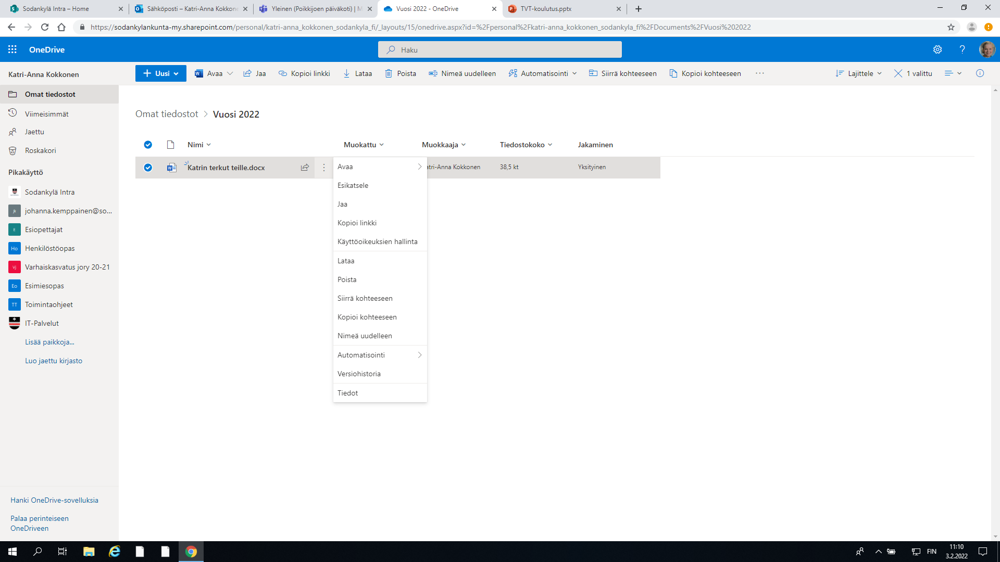 Sodankylä Intra – Home
Sähköposti – Katri-Anna Kokkone
Yleinen (Poikkijoen päiväkoti) | M
Vuosi 2022 - OneDrive
TVT-koulutus.pptx
https://sodankylankunta-my.sharepoint.com/personal/katri-anna_kokkonen_sodankyla_fi/_layouts/15/onedrive.aspx?id=%2Fpersonal%2Fkatri-anna_kokkonen_sodankyla_fi%2FDocuments%2FVuosi%202022
OneDrive
Haku
Katri-Anna Kokkonen
Uusi
Avaa
Jaa
Kopioi linkki
Lataa
Poista
Nimeä uudelleen
Automatisointi
Siirrä kohteeseen
Kopioi kohteeseen
Lajittele
1 valittu
Omat tiedostot
Viimeisimmät
Jaettu
Roskakori
Pikakäyttö
Sodankylä Intra
jk johanna.kemppainen@so...
E Esiopettajat
Ho Henkilöstöopas
Vj Varhaiskasvatus jory 20-21
Eo Esimiesopas
TT Toimintaohjeet
IT-Palvelut
Lisää paikkoja...
Luo jaettu kirjasto
Hanki OneDrive-sovelluksia
Palaa perinteiseen
OneDriveen
Omat tiedostot > Vuosi 2022
Nimi
Muokattu
Muokkaaja
Tiedostokoko
Jakaminen
Katrin terkut teille.docx
atri-Anna Kokkonen
38,5 kt
Yksityinen
Avaa
Esikatsele
Jaa
Kopioi linkki
Käyttöoikeuksien hallinta
Lataa
Poista
Siirrä kohteeseen
Kopioi kohteeseen
Nimeä uudelleen
Automatisointi
Versiohistoria
Tiedot
FIN
11:10
3.2.2022